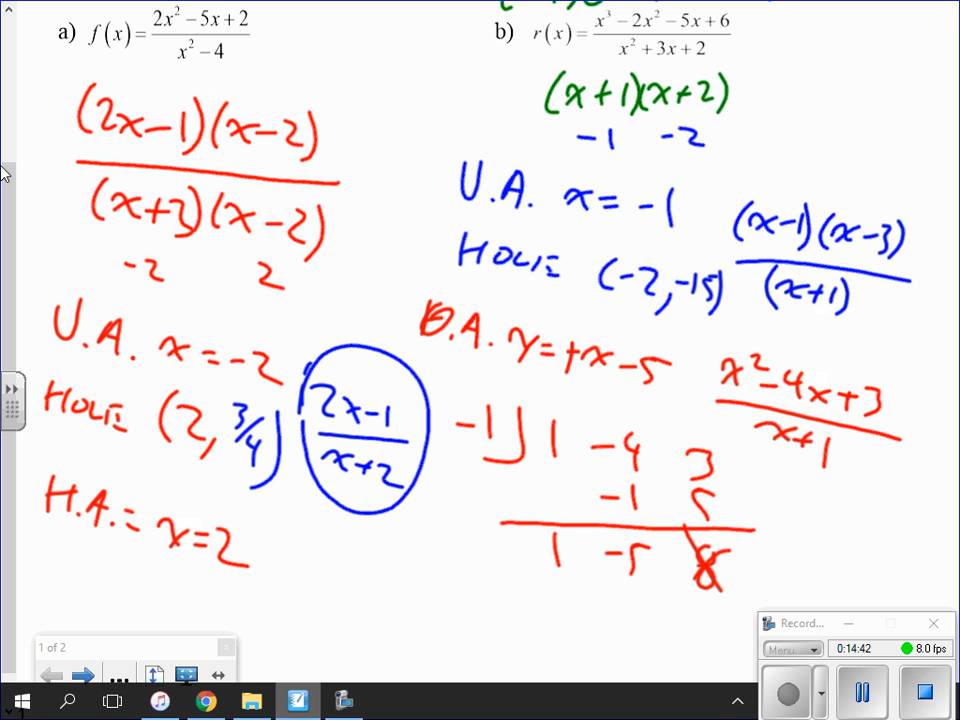 a) f(x) = (2x² − 5x + 2)/(x² − 4)
(2x−1)(x−2)
(x+2)(x−2)
-2 2
V.A. x = -2
HOLE (2, 3/4)
2x−1
x+2
H.A. = y = 2
b) r(x) = (x³ − 2x² − 5x + 6)/(x² + 3x + 2)
(x+1)(x+2)
-1 -2
V.A. x = -1
(x−1)(x−3)
(x+1)
HOLE (-2, -15)
O.A. y = +x − 5
x² − 4x + 3
x+1
-1⌋ 1 -4 3
-1 5
1 -5 8
1 of 2
...
Record...
Menu
0:14:42
8.0 fps